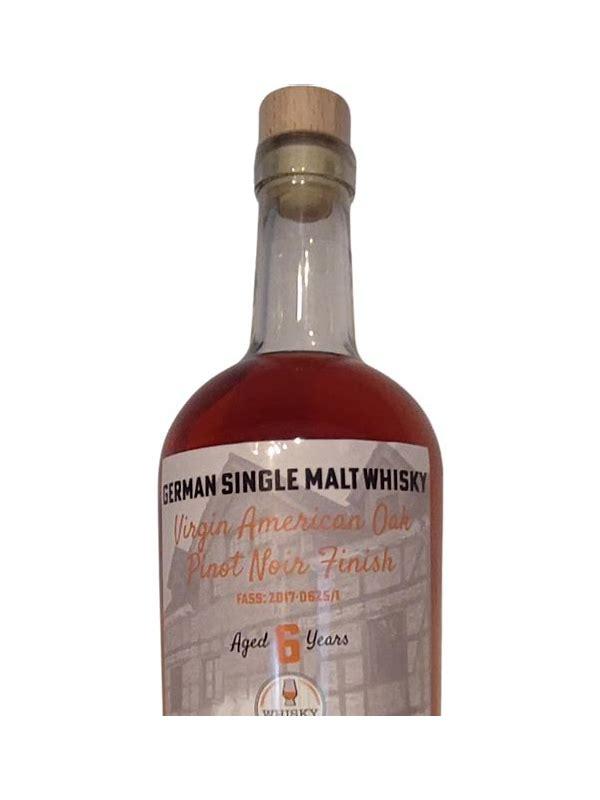 GERMAN SINGLE MALT WHISKY
Virgin American Oak
Pinot Noir Finish
FASS: 2017-0625/1
Aged 6 Years
WHISKY